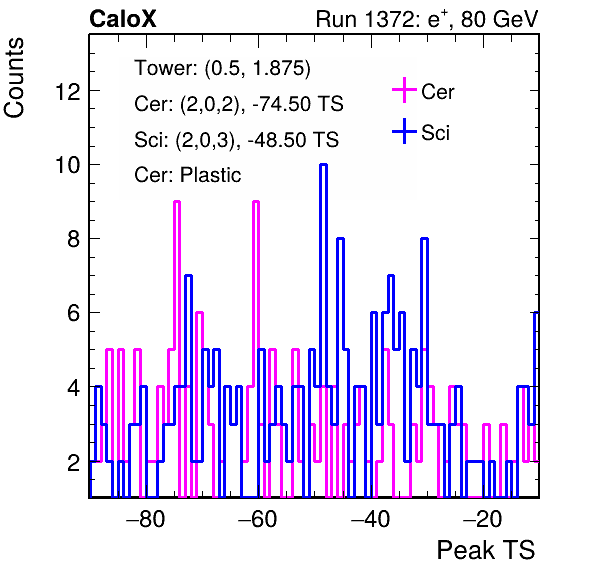 CaloX Run 1372: e⁺, 80 GeV
Counts
Tower: (0.5, 1.875)
Cer: (2,0,2), -74.50 TS
Sci: (2,0,3), -48.50 TS
Cer: Plastic
Cer
Sci
12
10
8
6
4
2
−80 −60 −40 −20
Peak TS